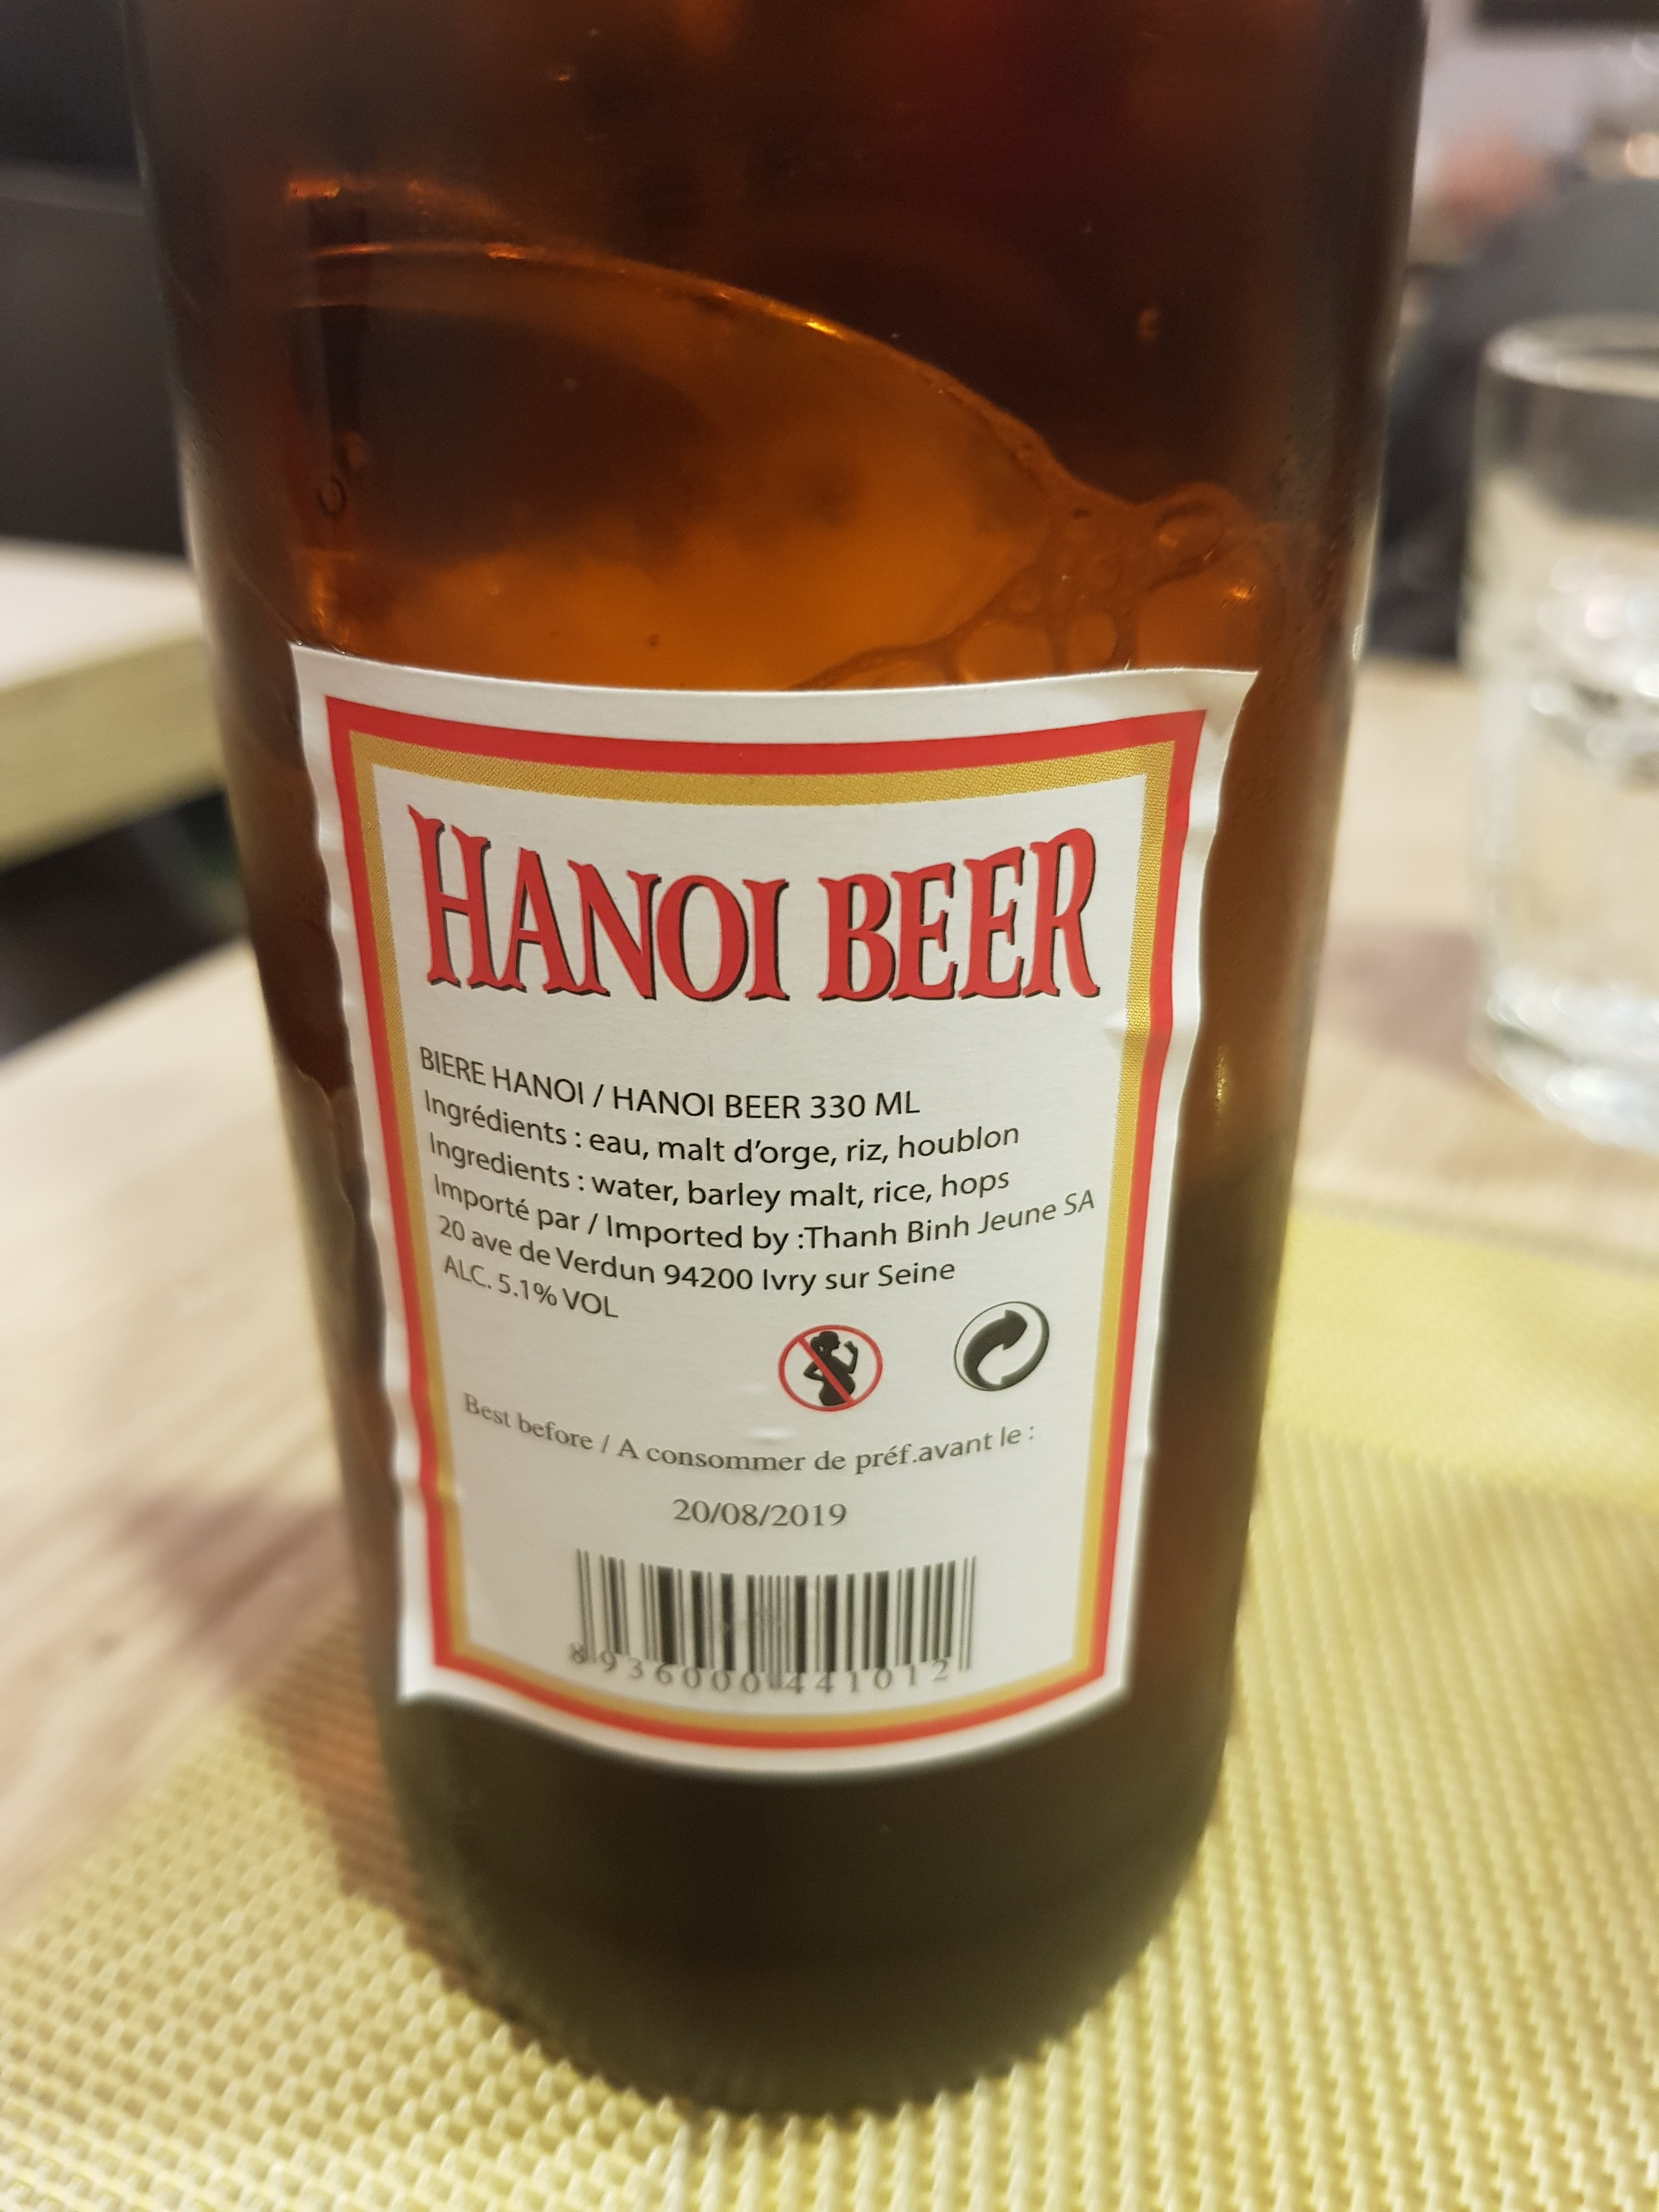 HANOI BEER
BIERE HANOI / HANOI BEER 330 ML
Ingrédients : eau, malt d'orge, riz, houblon
Ingredients : water, barley malt, rice, hops
Importé par / Imported by :Thanh Binh Jeune SA
20 ave de Verdun 94200 Ivry sur Seine
ALC. 5.1% VOL
Best before / A consommer de préf.avant le :
20/08/2019
8936000441012